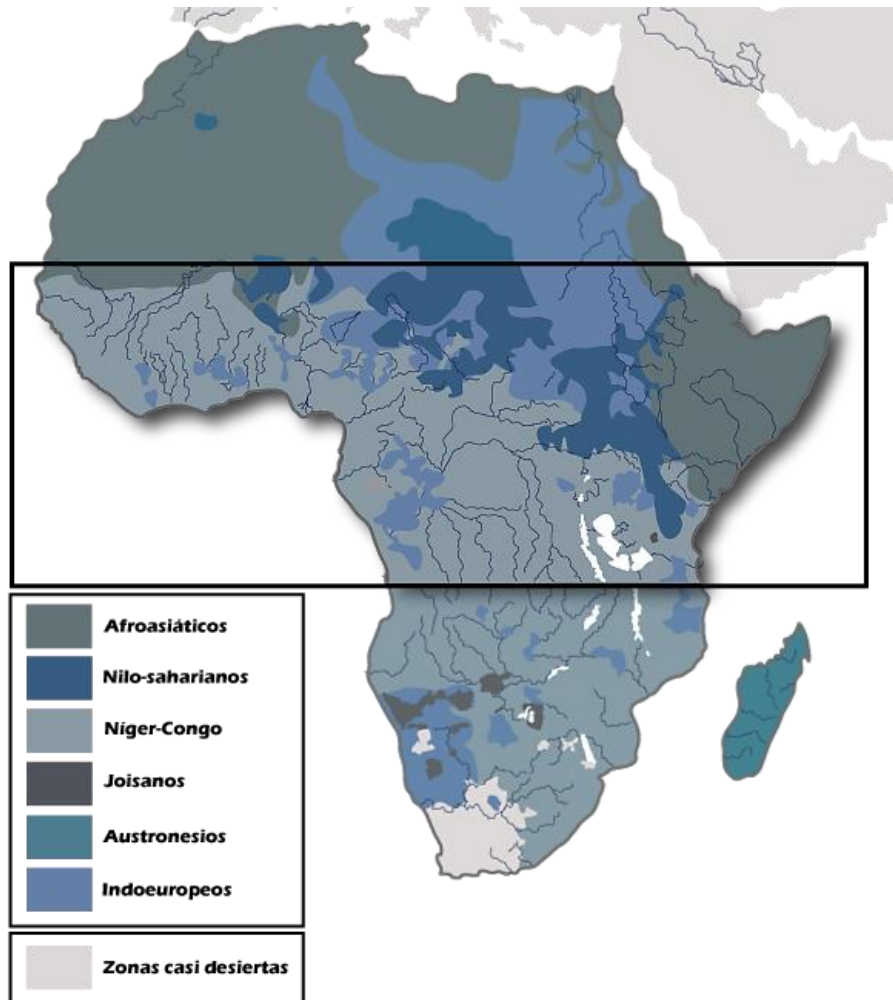 Afroasiáticos
Nilo-saharianos
Níger-Congo
Joisanos
Austronesios
Indoeuropeos
Zonas casi desiertas